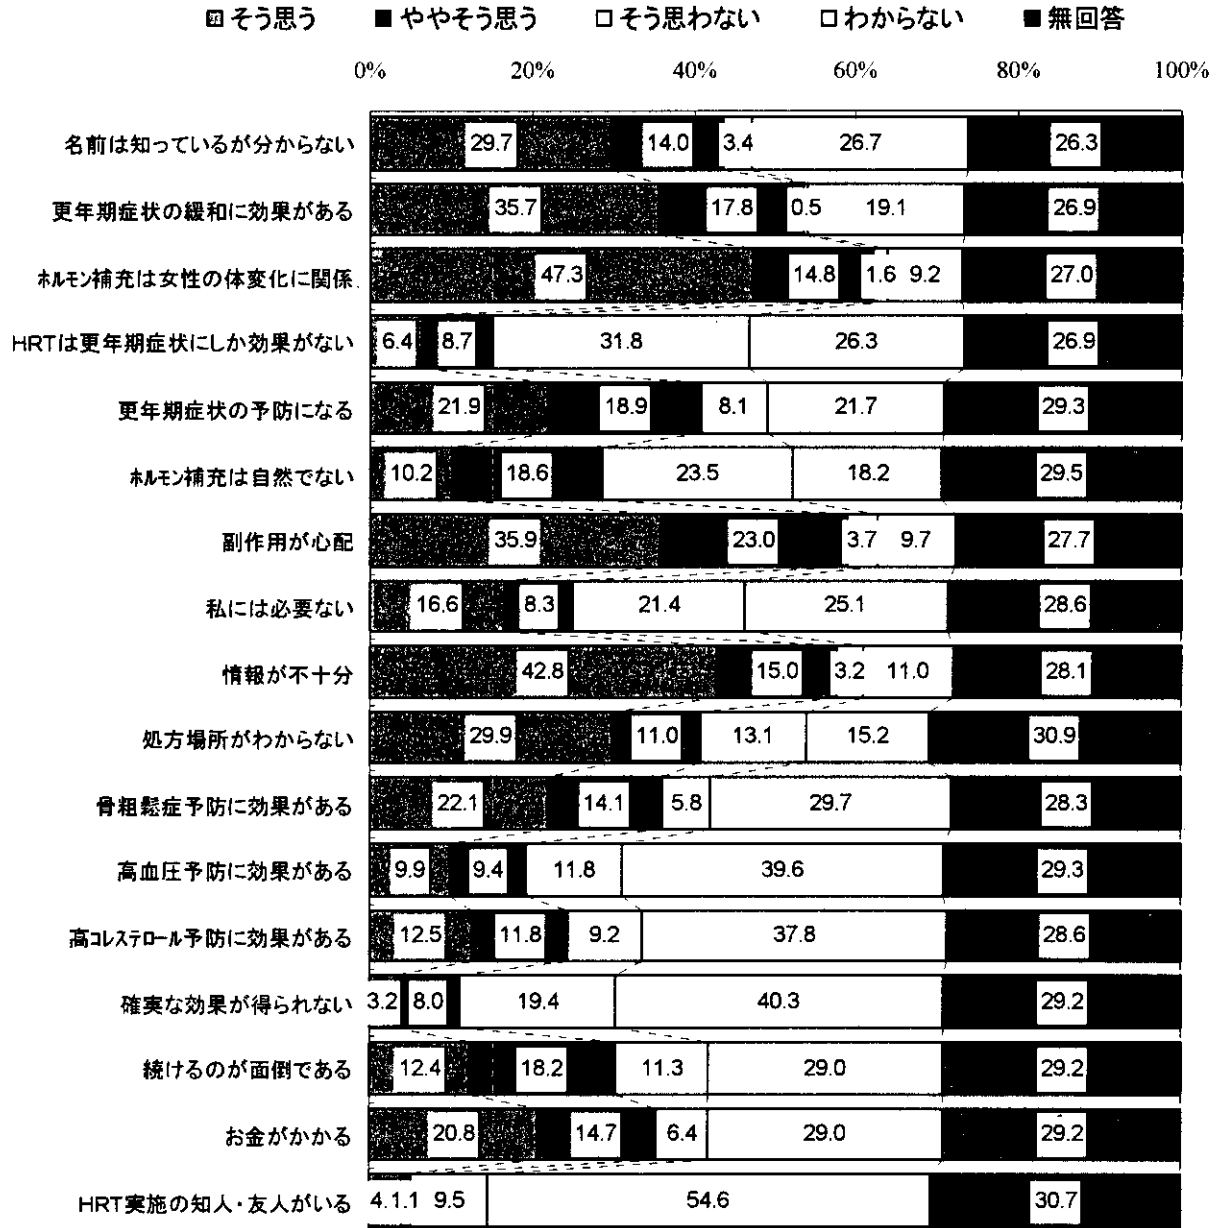 そう思う ややそう思う そう思わない わからない 無回答
0% 20% 40% 60% 80% 100%
名前は知っているが分からない 29.7 14.0 3.4 26.7 26.3
更年期症状の緩和に効果がある 35.7 17.8 0.5 19.1 26.9
ホルモン補充は女性の体変化に関係 47.3 14.8 1.6 9.2 27.0
HRTは更年期症状にしか効果がない 6.4 8.7 31.8 26.3 26.9
更年期症状の予防になる 21.9 18.9 8.1 21.7 29.3
ホルモン補充は自然でない 10.2 18.6 23.5 18.2 29.5
副作用が心配 35.9 23.0 3.7 9.7 27.7
私には必要ない 16.6 8.3 21.4 25.1 28.6
情報が不十分 42.8 15.0 3.2 11.0 28.1
処方場所がわからない 29.9 11.0 13.1 15.2 30.9
骨粗鬆症予防に効果がある 22.1 14.1 5.8 29.7 28.3
高血圧予防に効果がある 9.9 9.4 11.8 39.6 29.3
高コレステロール予防に効果がある 12.5 11.8 9.2 37.8 28.6
確実な効果が得られない 3.2 8.0 19.4 40.3 29.2
続けるのが面倒である 12.4 18.2 11.3 29.0 29.2
お金がかかる 20.8 14.7 6.4 29.0 29.2
HRT実施の知人・友人がいる 4.1.1 9.5 54.6 30.7